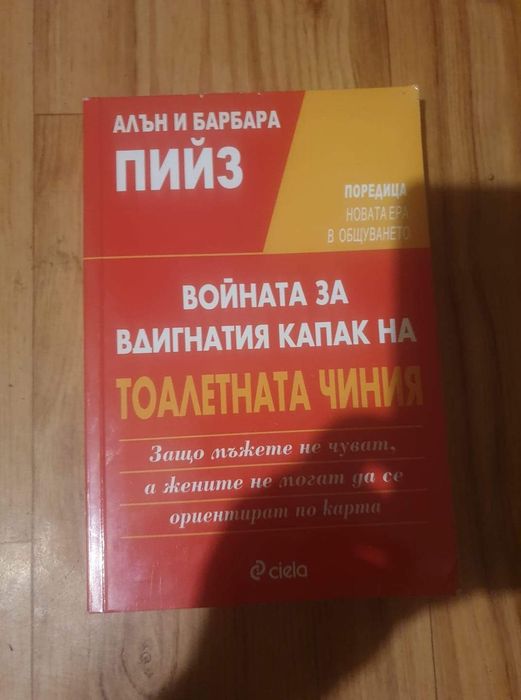 АЛЪН И БАРБАРА
ПИЙЗ
ПОРЕДИЦА
НОВАТА ЕРА
В ОБЩУВАНЕТО
ВОЙНАТА ЗА
ВДИГНАТИЯ КАПАК НА
ТОАЛЕТНАТА ЧИНИЯ
Защо мъжете не чуват,
а жените не могат да се
ориентират по карта
ciela